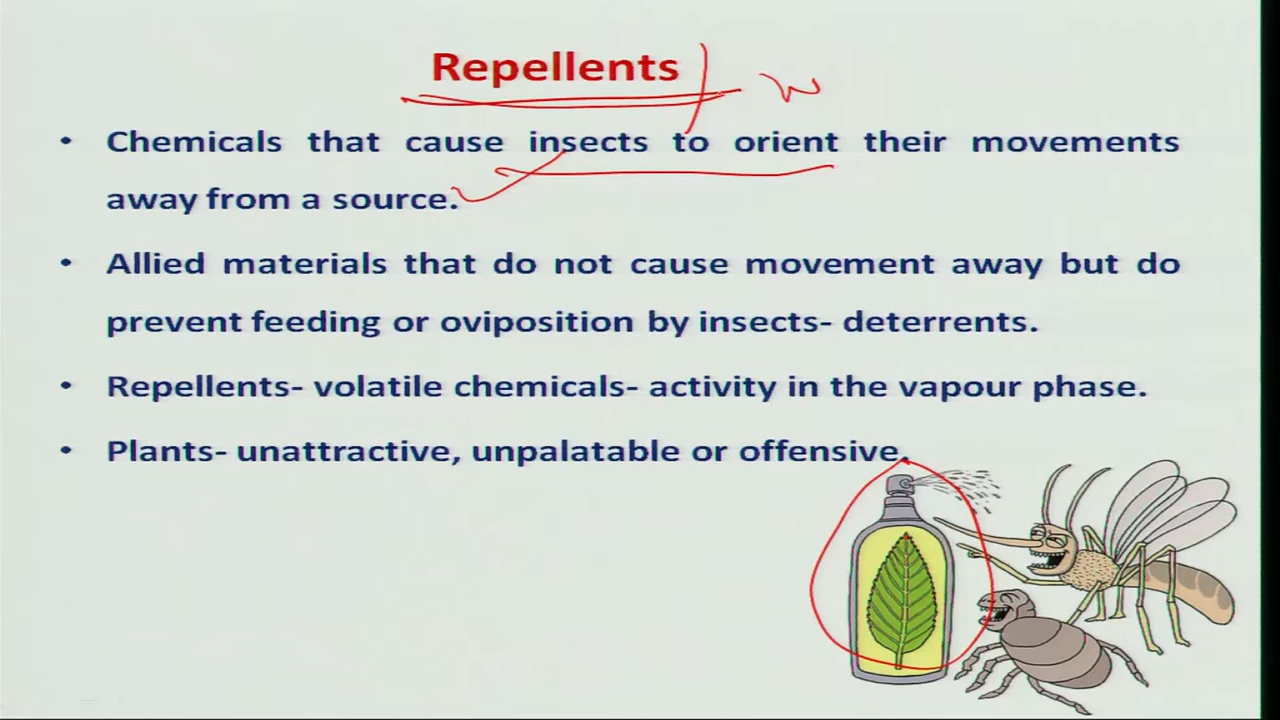 Repellents
• Chemicals that cause insects to orient their movements
away from a source.
• Allied materials that do not cause movement away but do
prevent feeding or oviposition by insects- deterrents.
• Repellents- volatile chemicals- activity in the vapour phase.
• Plants- unattractive, unpalatable or offensive.